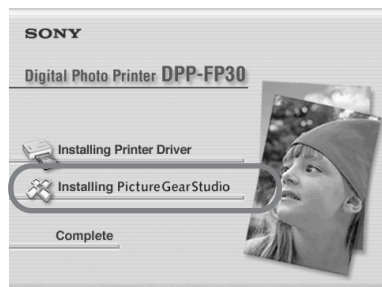 SONY
Digital Photo Printer DPP-FP30
Installing Printer Driver
Installing PictureGearStudio
Complete